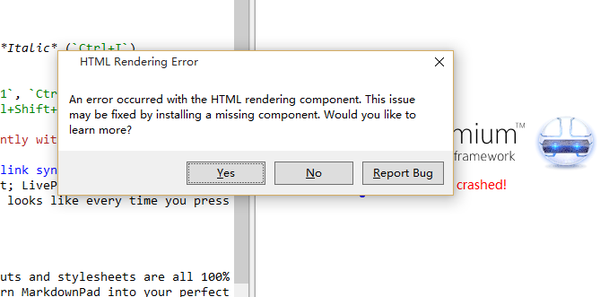 *Italic* (`Ctrl+I`)
HTML Rendering Error
1`, `Ctr
l+Shift+
An error occurred with the HTML rendering component. This issue
may be fixed by installing a missing component. Would you like to
learn more?
mium™
ntly wit
framework
link syn
Yes
No
Report Bug
crashed!
t; LiveP
looks like every time you press
uts and stylesheets are all 100%
rn MarkdownPad into your perfect